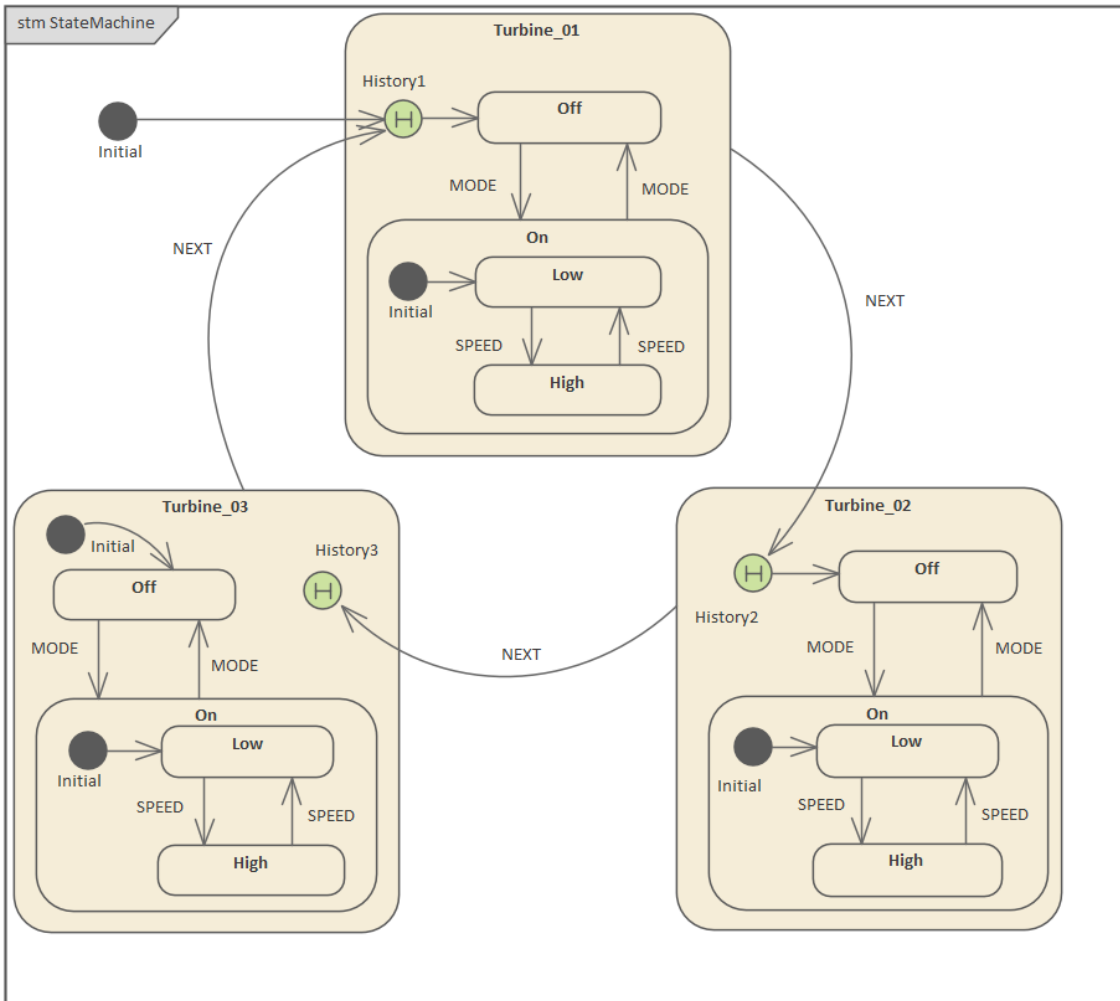 stm StateMachine
Turbine_01
History1
Off
Initial
MODE
MODE
On
Low
Initial
SPEED
SPEED
High
NEXT
NEXT
Turbine_03
Initial
History3
Off
MODE
MODE
On
Low
Initial
SPEED
SPEED
High
NEXT
Turbine_02
Off
History2
MODE
MODE
On
Low
Initial
SPEED
SPEED
High